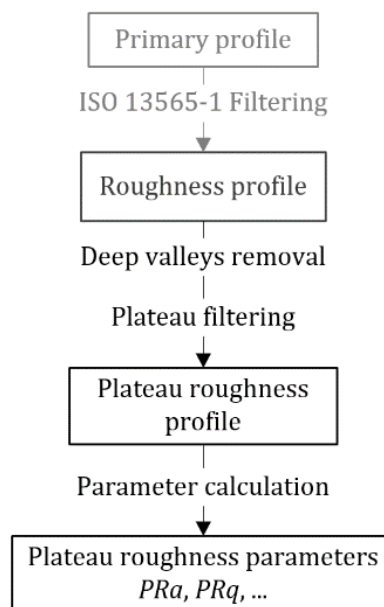 Primary profile
ISO 13565-1 Filtering
Roughness profile
Deep valleys removal
Plateau filtering
Plateau roughness
profile
Parameter calculation
Plateau roughness parameters
PRa, PRq, ...